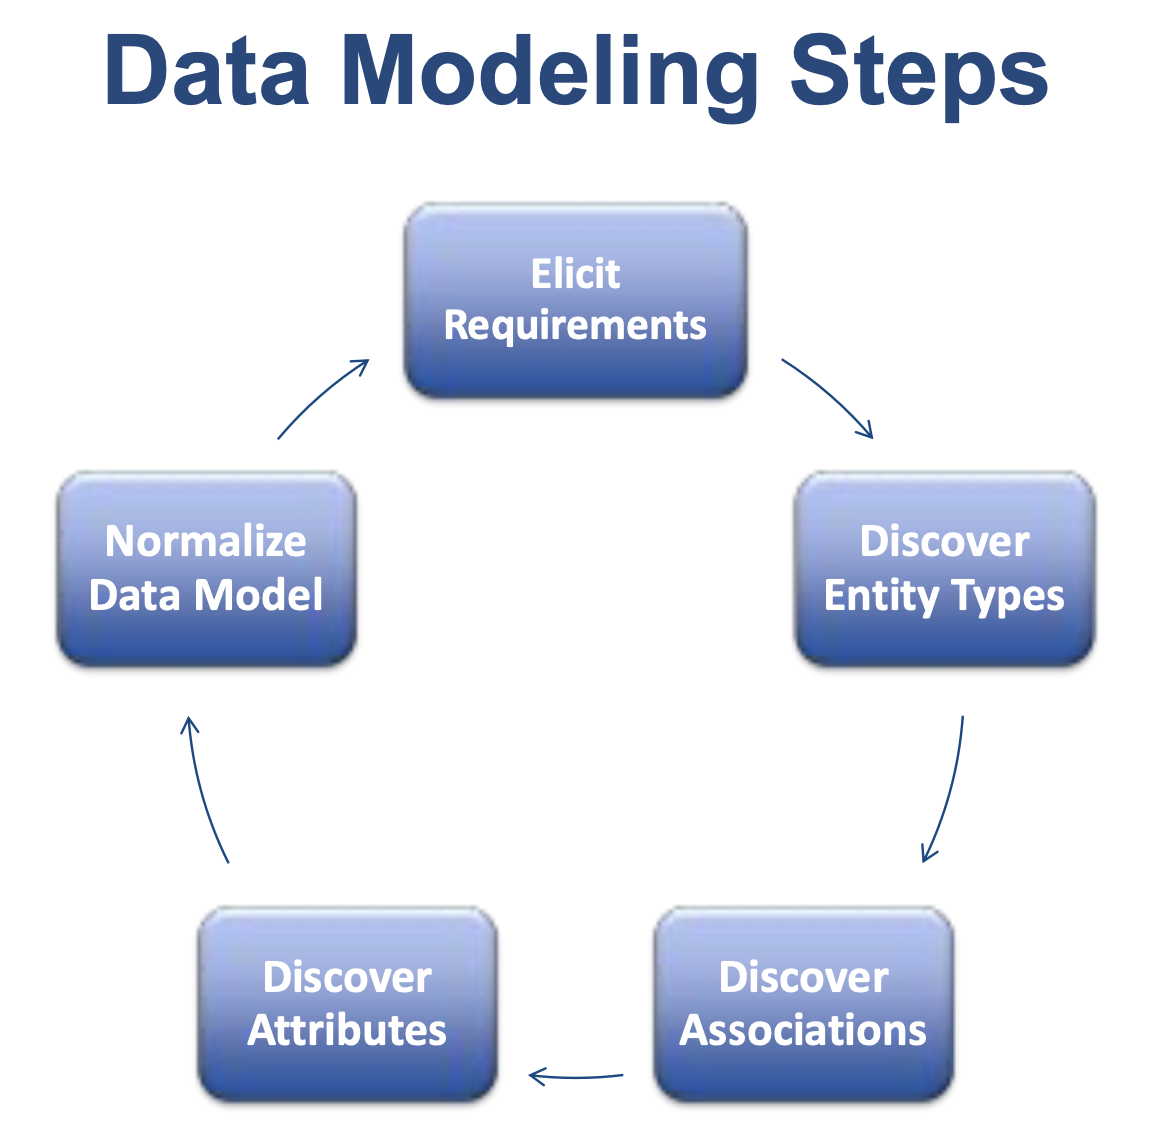 Data Modeling Steps
Elicit
Requirements
Discover
Entity Types
Discover
Associations
Discover
Attributes
Normalize
Data Model